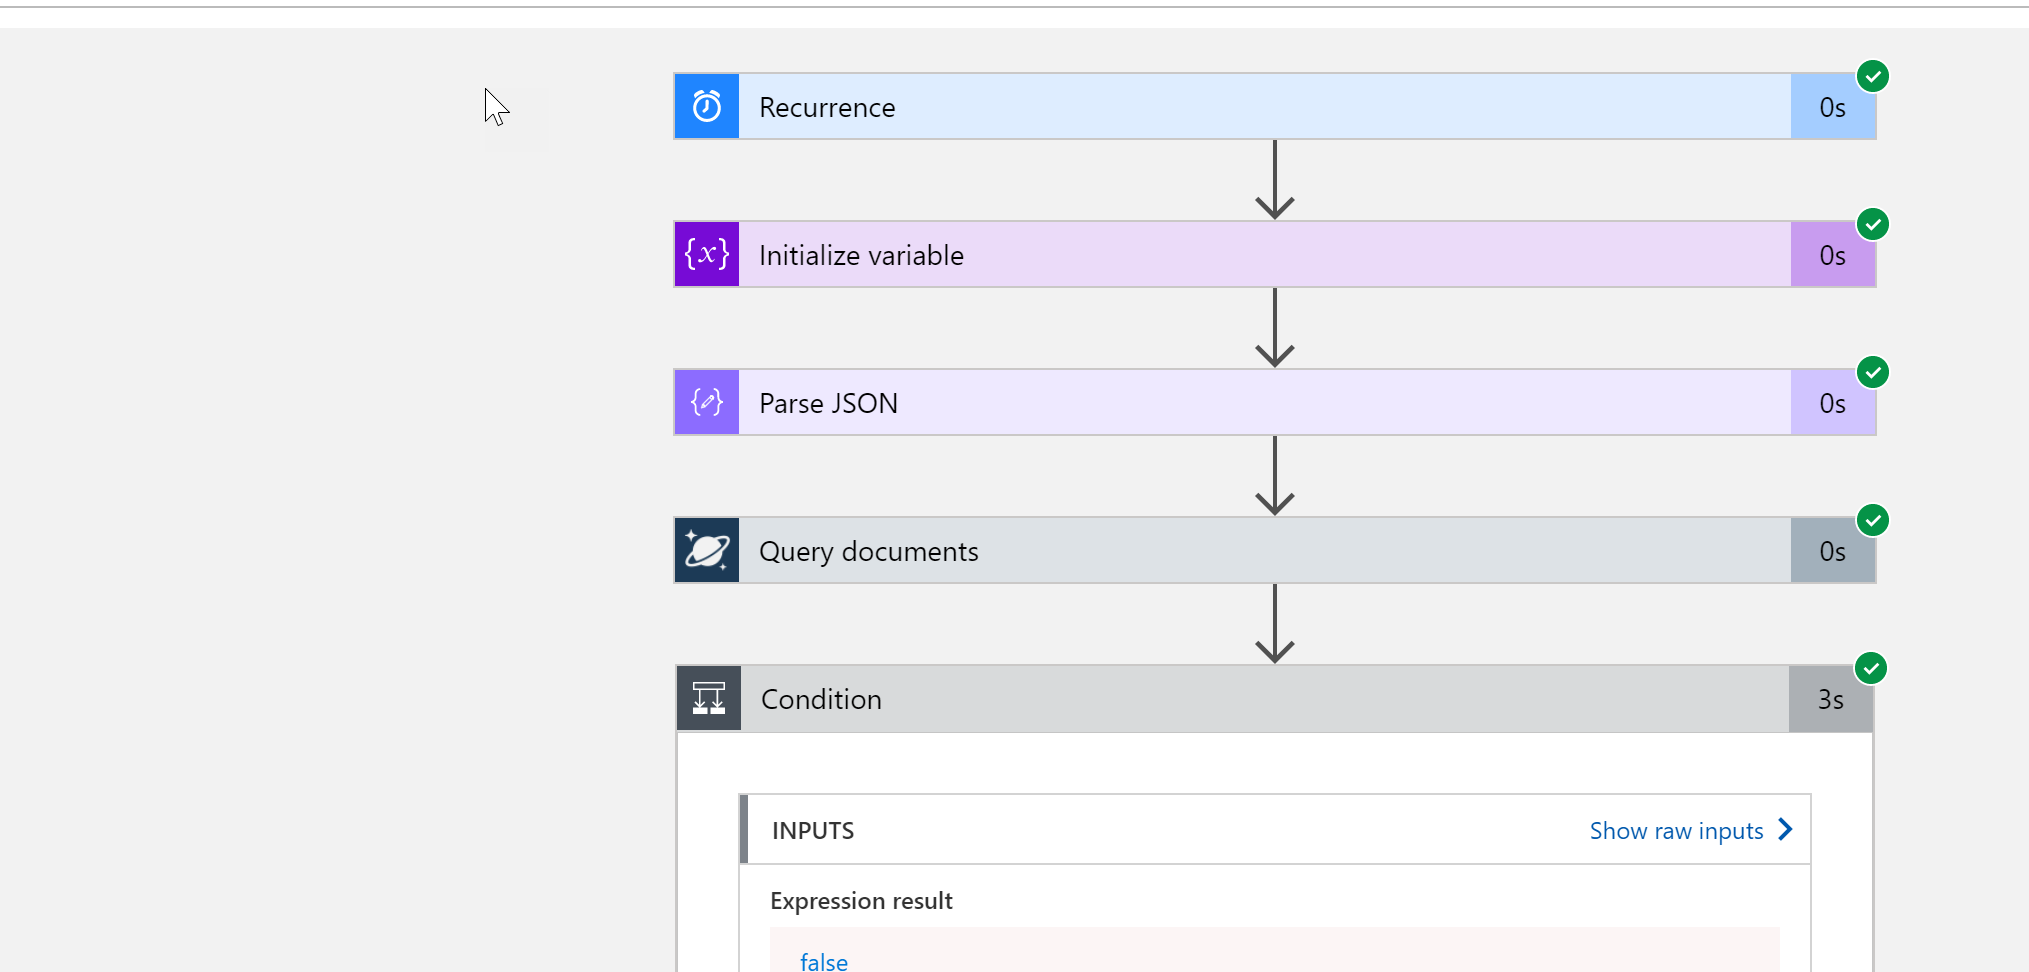 Recurrence
0s
{x}
Initialize variable
0s
Parse JSON
0s
Query documents
0s
Condition
3s
INPUTS
Show raw inputs
Expression result
false